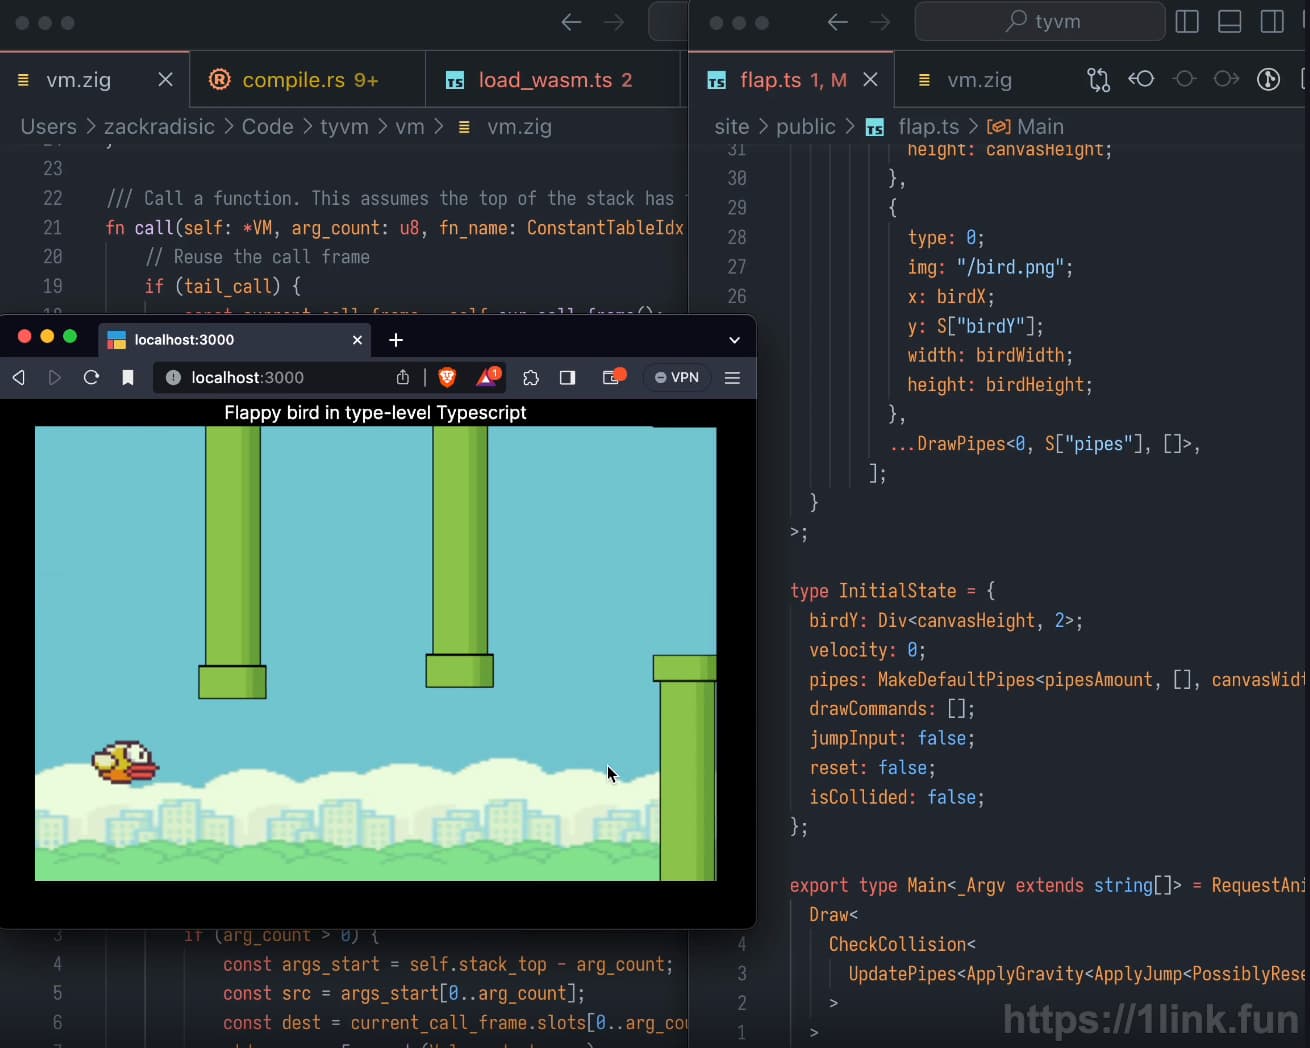 tyvm
vm.zig
compile.rs 9+
load_wasm.ts 2
flap.ts 1, M
vm.zig
Users > zackradisic > Code > tyvm > vm > vm.zig
site > public > flap.ts > Main
23
22 /// Call a function. This assumes the top of the stack has
21 fn call(self: *VM, arg_count: u8, fn_name: ConstantTableIdx
20 // Reuse the call frame
19 if (tail_call) {
31 height: canvasHeight;
30 },
29 {
28 type: 0;
27 img: "/bird.png";
26 x: birdX;
y: S["birdY"];
width: birdWidth;
height: birdHeight;
},
...DrawPipes<0, S["pipes"], []>,
];
}
>;
type InitialState = {
birdY: Div<canvasHeight, 2>;
velocity: 0;
pipes: MakeDefaultPipes<pipesAmount, [], canvasWid
drawCommands: [];
jumpInput: false;
reset: false;
isCollided: false;
};
export type Main<_Argv extends string[]> = RequestAni
Draw<
4 CheckCollision<
3 UpdatePipes<ApplyGravity<ApplyJump<PossiblyRese
2 >
1 >
localhost:3000
localhost:3000
1
VPN
Flappy bird in type-level Typescript
3 if (arg_count > 0) {
4 const args_start = self.stack_top - arg_count;
5 const src = args_start[0..arg_count];
6 const dest = current_call_frame.slots[0..arg_cou
https://1link.fun